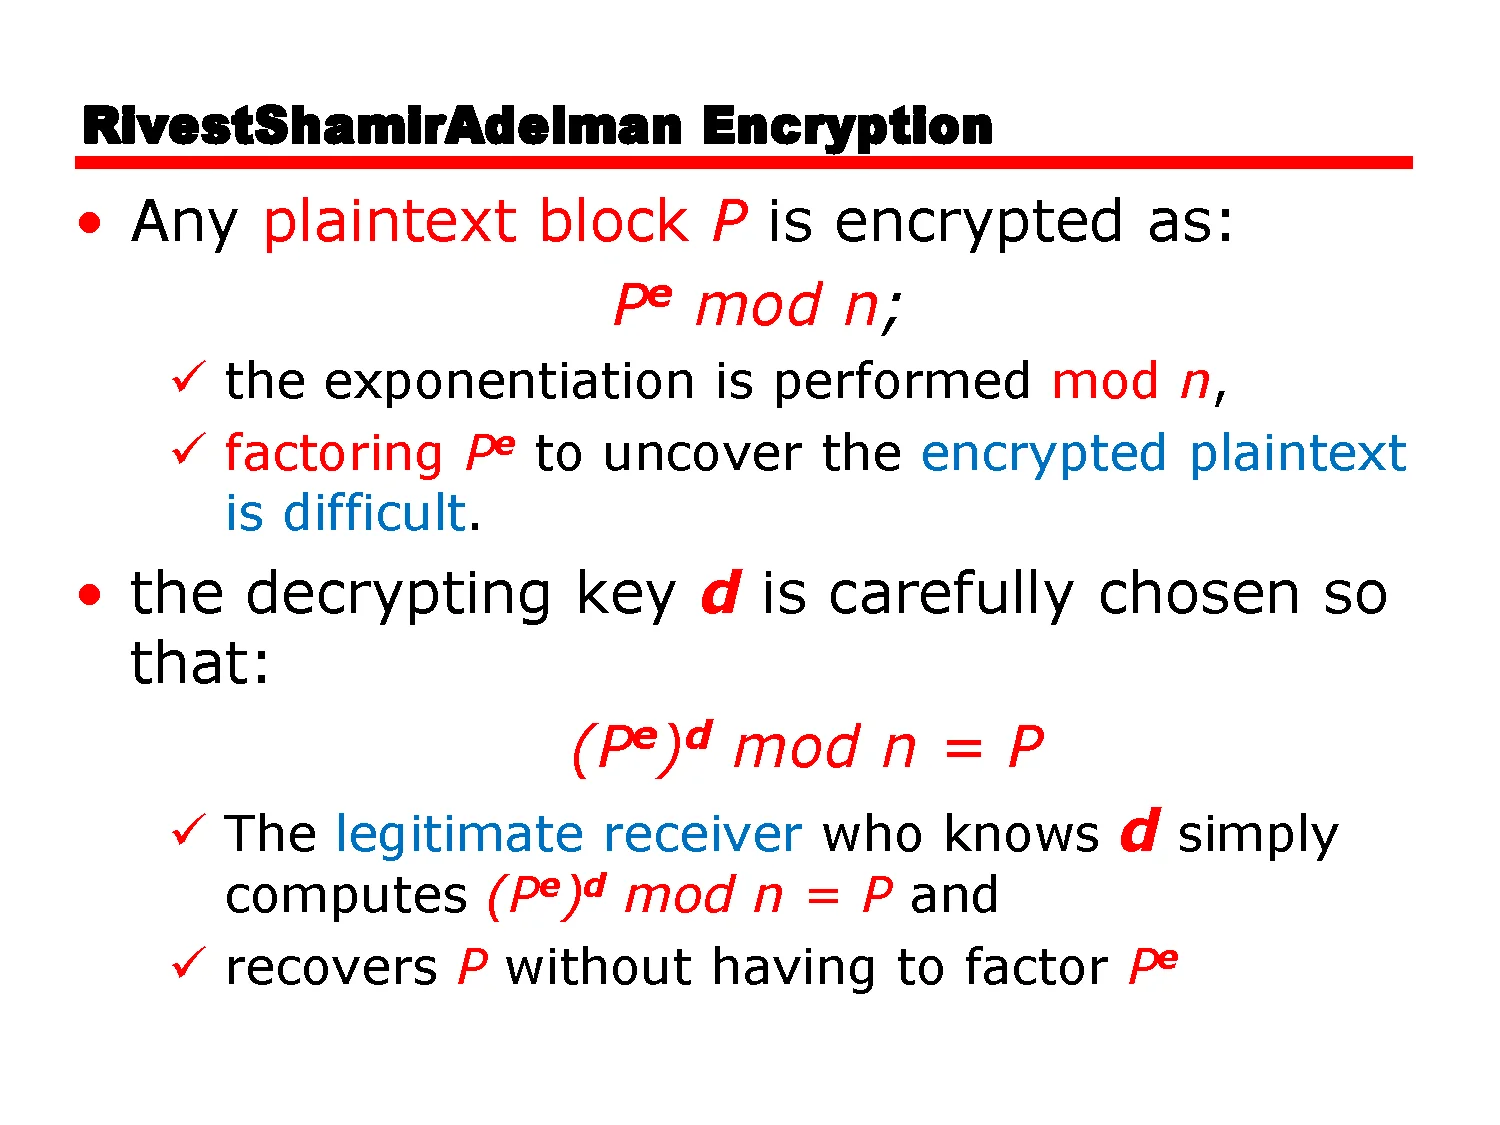 RivestShamirAdelman Encryption
• Any plaintext block P is encrypted as:
Pᵉ mod n;
✓ the exponentiation is performed mod n,
✓ factoring Pᵉ to uncover the encrypted plaintext
is difficult.
• the decrypting key d is carefully chosen so
that:
(Pᵉ)ᵈ mod n = P
✓ The legitimate receiver who knows d simply
computes (Pᵉ)ᵈ mod n = P and
✓ recovers P without having to factor Pᵉ